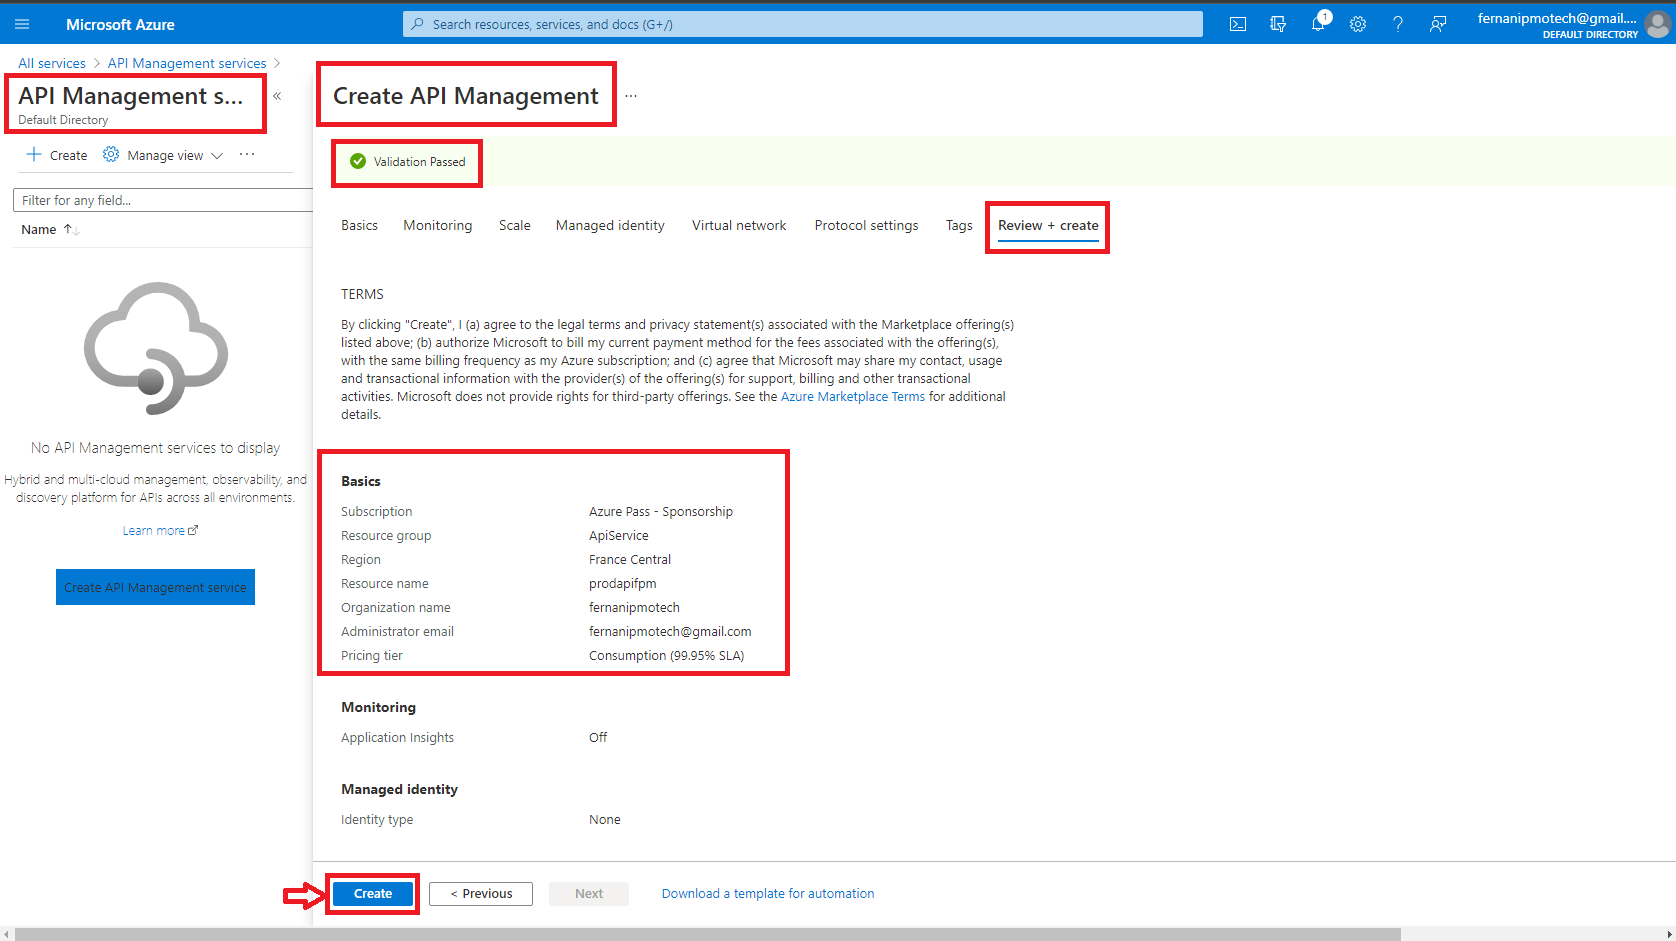 Microsoft Azure
Search resources, services, and docs (G+/)
1
fernanipmotech@gmail....
DEFAULT DIRECTORY
All services > API Management services >
API Management s...
Default Directory
Create
Manage view
Filter for any field...
Name
No API Management services to display
Hybrid and multi-cloud management, observability, and
discovery platform for APIs across all environments.
Learn more
Create API Management service
Create API Management
Validation Passed
Basics Monitoring Scale Managed identity Virtual network Protocol settings Tags Review + create
TERMS
By clicking "Create", I (a) agree to the legal terms and privacy statement(s) associated with the Marketplace offering(s)
listed above; (b) authorize Microsoft to bill my current payment method for the fees associated with the offering(s),
with the same billing frequency as my Azure subscription; and (c) agree that Microsoft may share my contact, usage
and transactional information with the provider(s) of the offering(s) for support, billing and other transactional
activities. Microsoft does not provide rights for third-party offerings. See the Azure Marketplace Terms for additional
details.
Basics
Subscription Azure Pass - Sponsorship
Resource group ApiService
Region France Central
Resource name prodapifpm
Organization name fernanipmotech
Administrator email fernanipmotech@gmail.com
Pricing tier Consumption (99.95% SLA)
Monitoring
Application Insights Off
Managed identity
Identity type None
Create
< Previous
Next
Download a template for automation